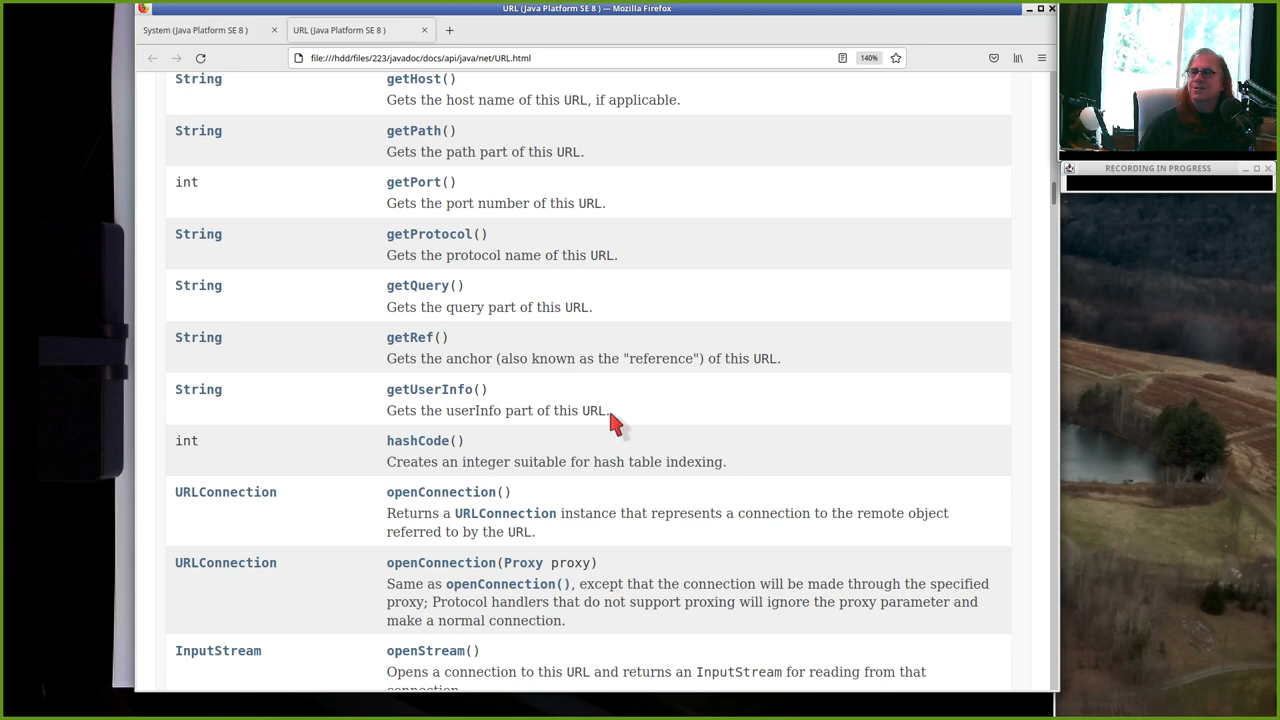 URL (Java Platform SE 8 ) — Mozilla Firefox
System (Java Platform SE 8 )
URL (Java Platform SE 8 )
file:///hdd/files/223/javadoc/docs/api/java/net/URL.html
140%
String getHost()
Gets the host name of this URL, if applicable.
String getPath()
Gets the path part of this URL.
int getPort()
Gets the port number of this URL.
String getProtocol()
Gets the protocol name of this URL.
String getQuery()
Gets the query part of this URL.
String getRef()
Gets the anchor (also known as the "reference") of this URL.
String getUserInfo()
Gets the userInfo part of this URL.
int hashCode()
Creates an integer suitable for hash table indexing.
URLConnection openConnection()
Returns a URLConnection instance that represents a connection to the remote object
referred to by the URL.
URLConnection openConnection(Proxy proxy)
Same as openConnection(), except that the connection will be made through the specified
proxy; Protocol handlers that do not support proxing will ignore the proxy parameter and
make a normal connection.
InputStream openStream()
Opens a connection to this URL and returns an InputStream for reading from that
connection.
RECORDING IN PROGRESS